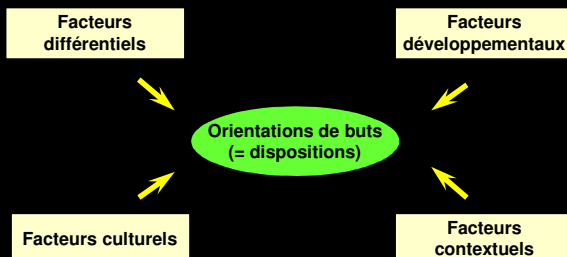 Facteurs
différentiels
Facteurs
développementaux
Orientations de buts
(= dispositions)
Facteurs culturels
Facteurs
contextuels